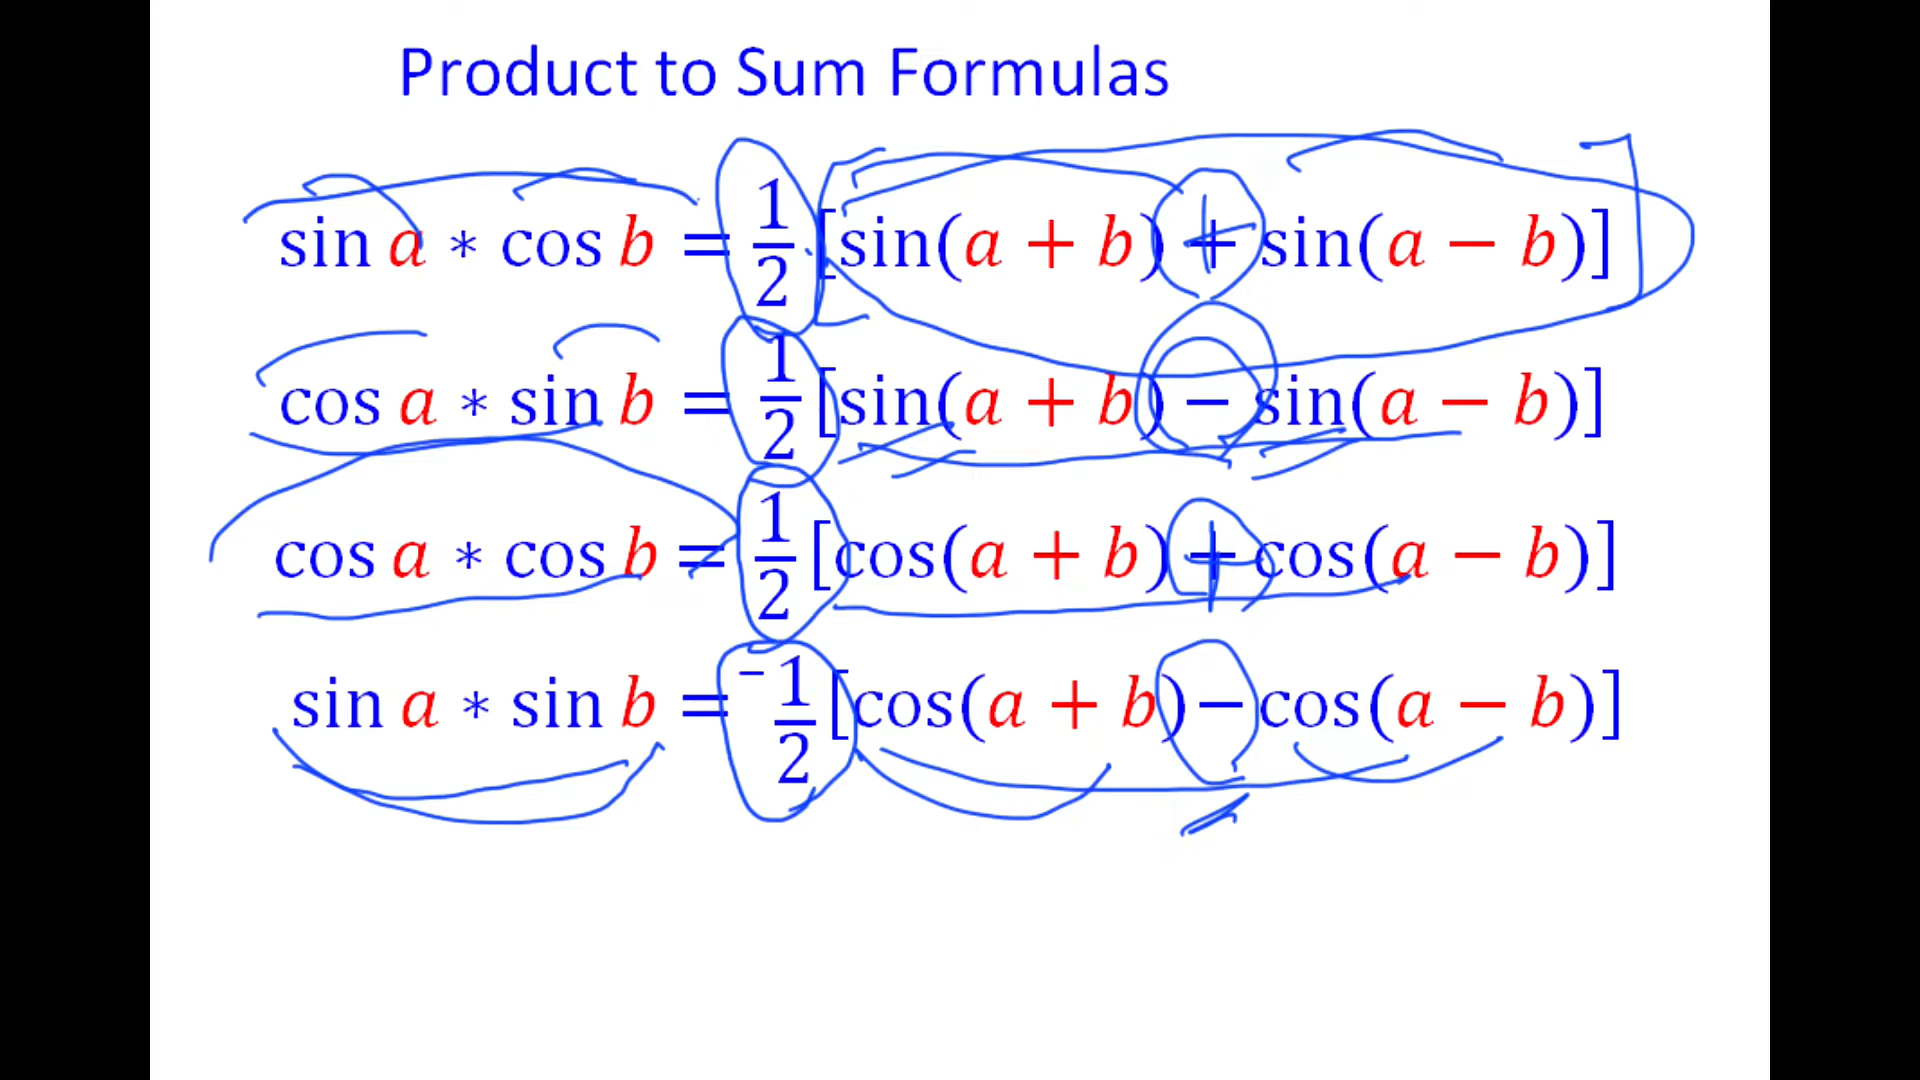 Product to Sum Formulas
sin a * cos b = 1/2 [sin(a + b) + sin(a − b)]
cos a * sin b = 1/2 [sin(a + b) − sin(a − b)]
cos a * cos b = 1/2 [cos(a + b) + cos(a − b)]
sin a * sin b = −1/2 [cos(a + b) − cos(a − b)]